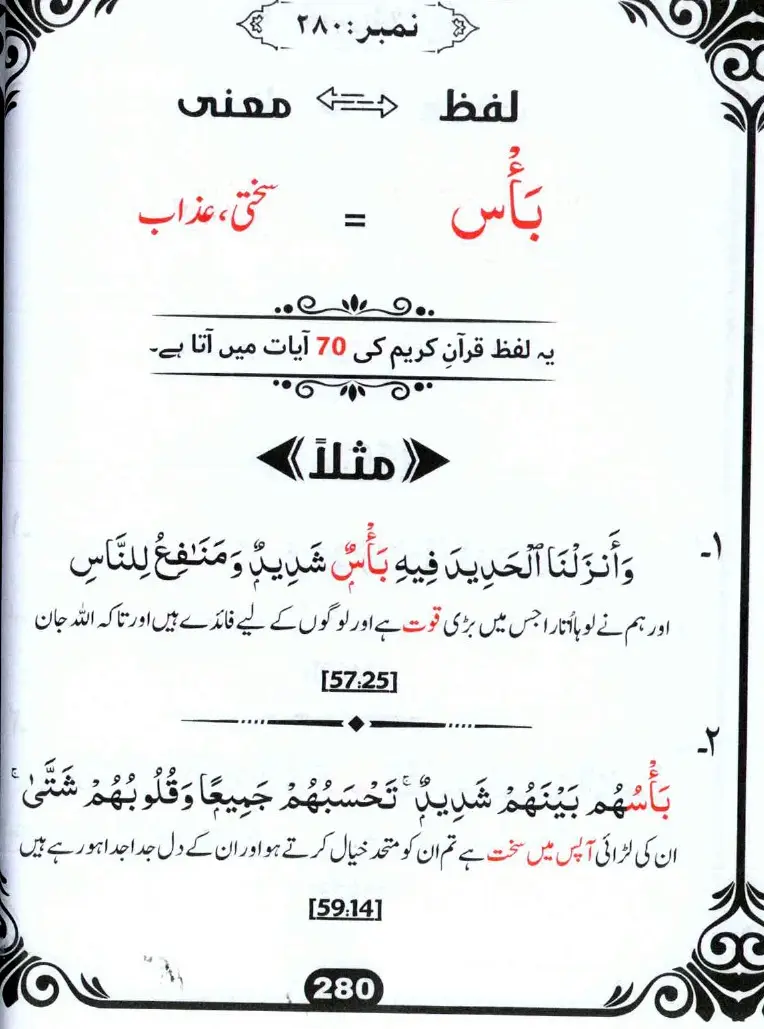 نمبر:۲۸۰
لفظ معنی
بَأْس = سختی، عذاب
یہ لفظ قرآنِ کریم کی 70 آیات میں آتا ہے۔
مثلاً
۱۔ وَأَنزَلْنَا ٱلْحَدِيدَ فِيهِ بَأْسٌ شَدِيدٌ وَمَنَـٰفِعُ لِلنَّاسِ
اور ہم نے لوہا اُتارا جس میں بڑی قوت ہے اور لوگوں کے لیے فائدے ہیں اور تاکہ اللہ جان
[57:25]
۲۔ بَأْسُهُم بَيْنَهُمْ شَدِيدٌ ۚ تَحْسَبُهُمْ جَمِيعًا وَقُلُوبُهُمْ شَتَّىٰ ۚ
ان کی لڑائی آپس میں سخت ہے تم ان کو متحد خیال کرتے ہو اور ان کے دل جدا جدا ہو رہے ہیں
[59:14]
280